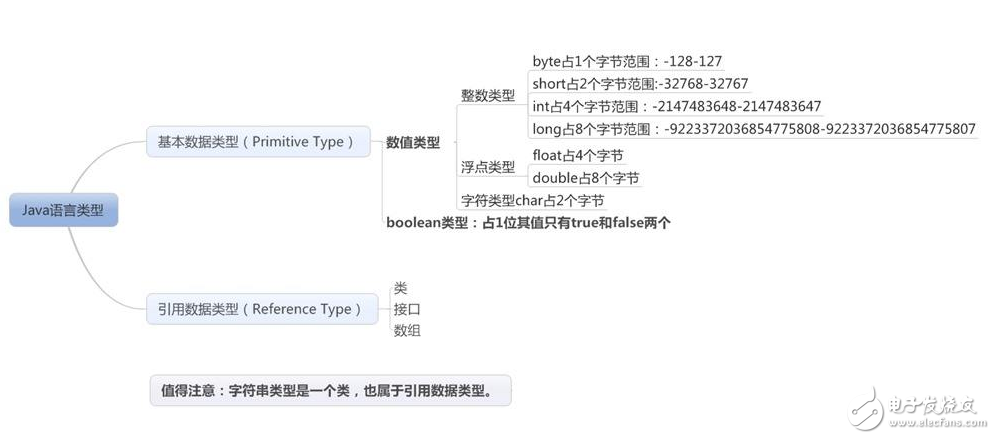 byte占1个字节范围：-128-127
short占2个字节范围:-32768-32767
整数类型
int占4个字节范围：-2147483648-2147483647
long占8个字节范围：-9223372036854775808-9223372036854775807
基本数据类型（Primitive Type）
数值类型
float占4个字节
浮点类型
double占8个字节
字符类型char占2个字节
Java语言类型
boolean类型：占1位其值只有true和false两个
类
引用数据类型（Reference Type）
接口
数组
值得注意：字符串类型是一个类，也属于引用数据类型。
电子发烧友
www.elecfans.com